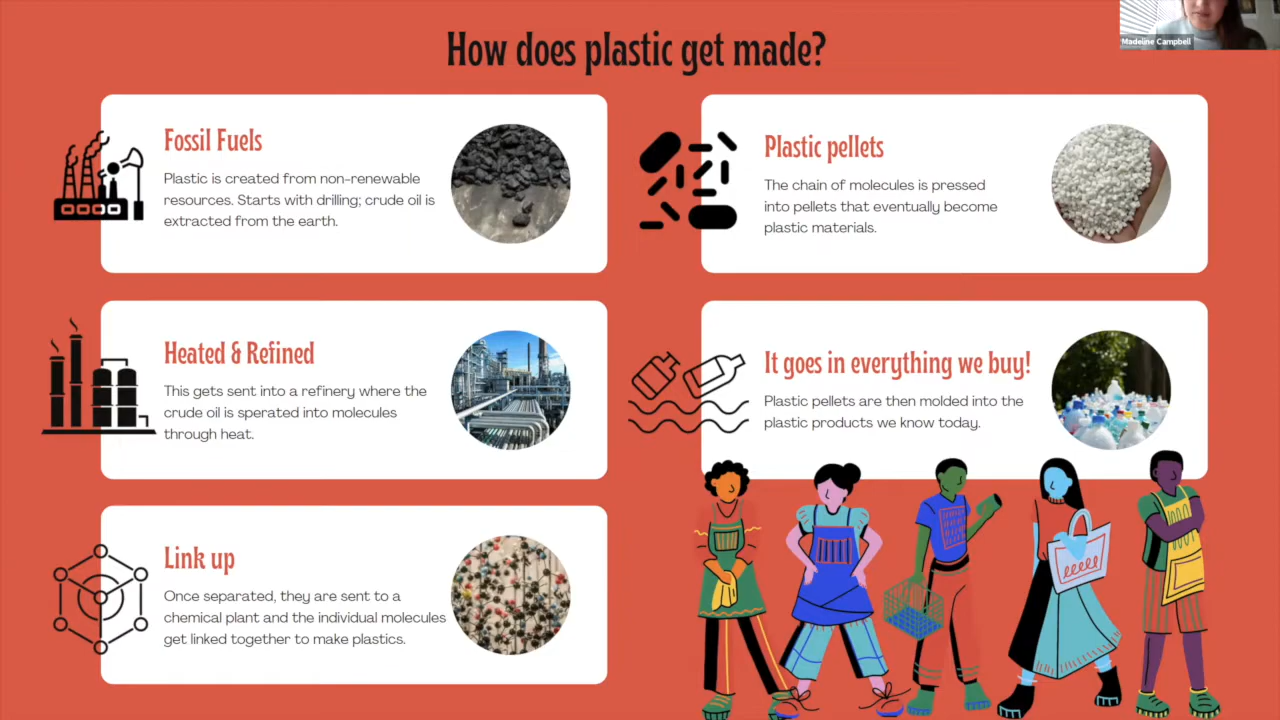 How does plastic get made?
Madeline Campbell
Fossil Fuels
Plastic is created from non-renewable
resources. Starts with drilling; crude oil is
extracted from the earth.
Heated & Refined
This gets sent into a refinery where the
crude oil is sperated into molecules
through heat.
Link up
Once separated, they are sent to a
chemical plant and the individual molecules
get linked together to make plastics.
Plastic pellets
The chain of molecules is pressed
into pellets that eventually become
plastic materials.
It goes in everything we buy!
Plastic pellets are then molded into the
plastic products we know today.